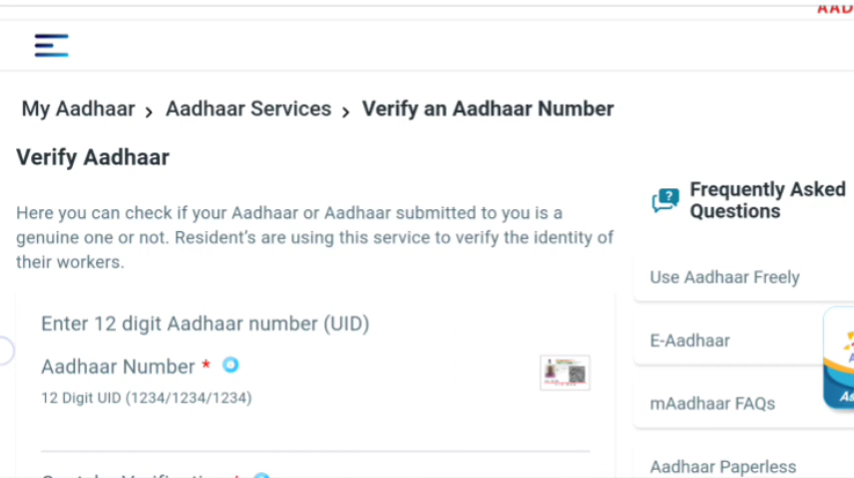 My Aadhaar › Aadhaar Services › Verify an Aadhaar Number
Verify Aadhaar
Here you can check if your Aadhaar or Aadhaar submitted to you is a
genuine one or not. Resident's are using this service to verify the identity of
their workers.
Enter 12 digit Aadhaar number (UID)
Aadhaar Number *
12 Digit UID (1234/1234/1234)
Frequently Asked
Questions
Use Aadhaar Freely
E-Aadhaar
mAadhaar FAQs
Aadhaar Paperless